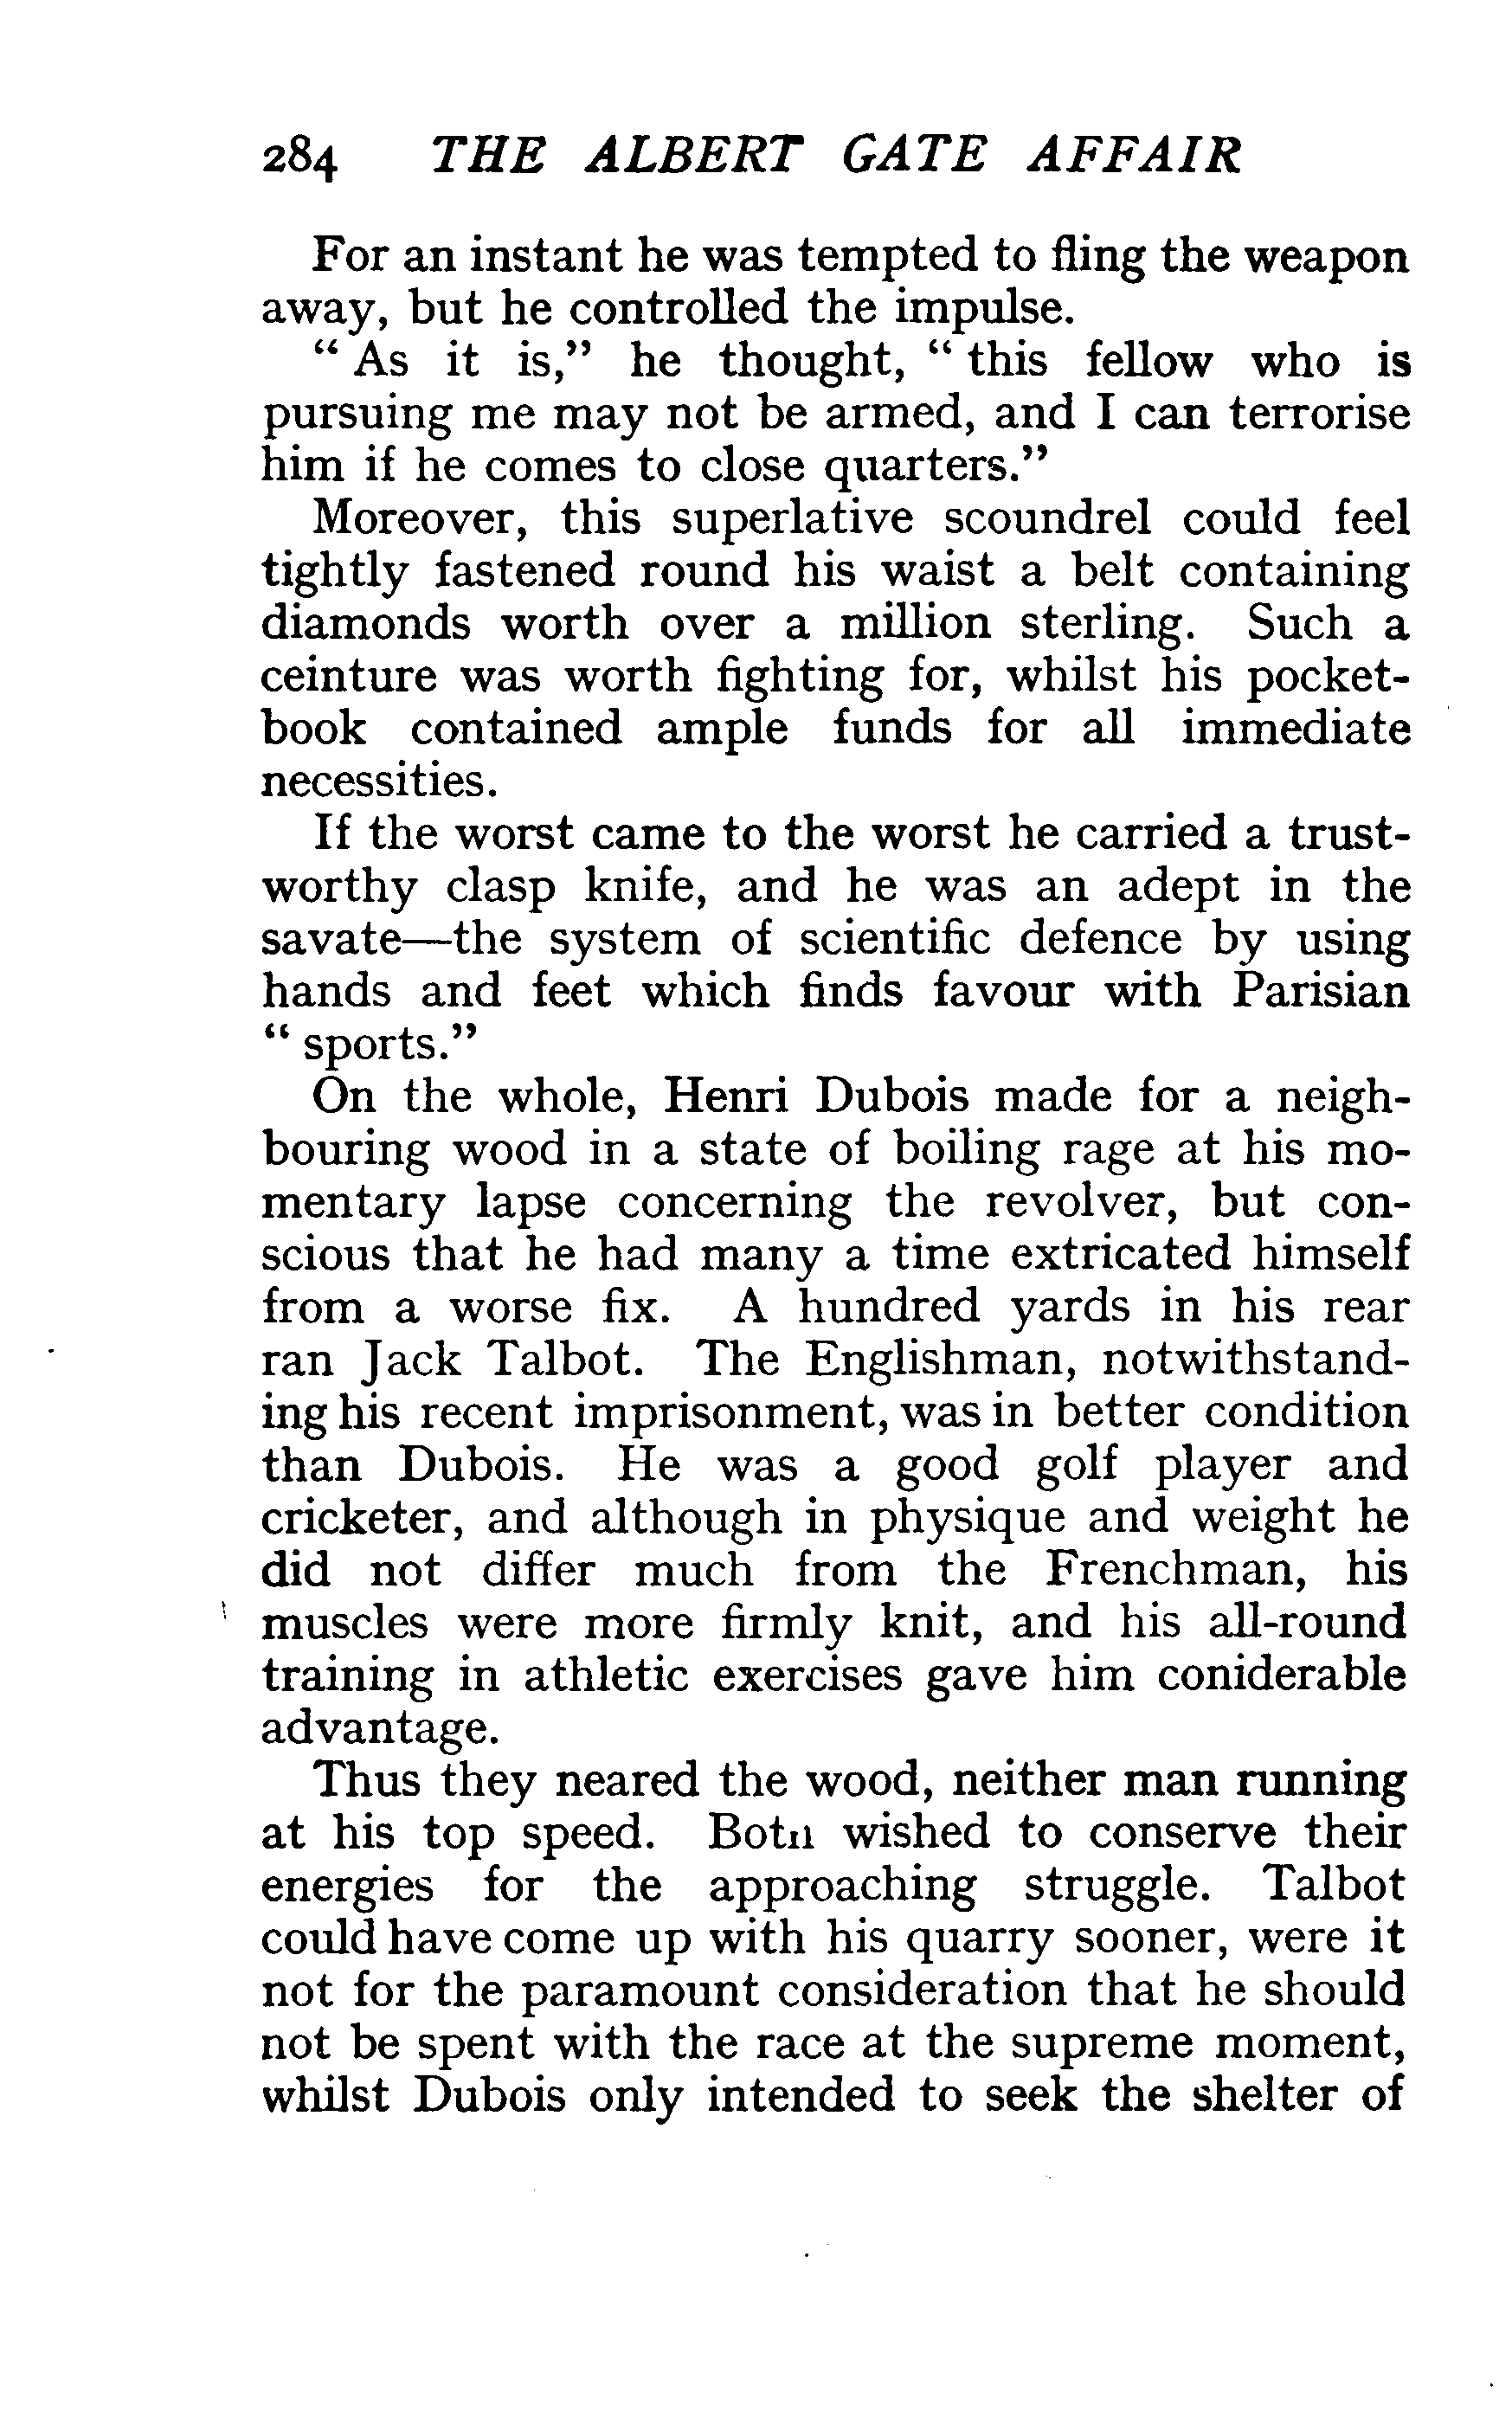 284 THE ALBERT GATE AFFAIR
For an instant he was tempted to fling the weapon
away, but he controlled the impulse.
" As it is," he thought, " this fellow who is
pursuing me may not be armed, and I can terrorise
him if he comes to close quarters."
Moreover, this superlative scoundrel could feel
tightly fastened round his waist a belt containing
diamonds worth over a million sterling. Such a
ceinture was worth fighting for, whilst his pocket-
book contained ample funds for all immediate
necessities.
If the worst came to the worst he carried a trust-
worthy clasp knife, and he was an adept in the
savate—the system of scientific defence by using
hands and feet which finds favour with Parisian
" sports."
On the whole, Henri Dubois made for a neigh-
bouring wood in a state of boiling rage at his mo-
mentary lapse concerning the revolver, but con-
scious that he had many a time extricated himself
from a worse fix. A hundred yards in his rear
ran Jack Talbot. The Englishman, notwithstand-
ing his recent imprisonment, was in better condition
than Dubois. He was a good golf player and
cricketer, and although in physique and weight he
did not differ much from the Frenchman, his
muscles were more firmly knit, and his all-round
training in athletic exercises gave him coniderable
advantage.
Thus they neared the wood, neither man running
at his top speed. Both wished to conserve their
energies for the approaching struggle. Talbot
could have come up with his quarry sooner, were it
not for the paramount consideration that he should
not be spent with the race at the supreme moment,
whilst Dubois only intended to seek the shelter of